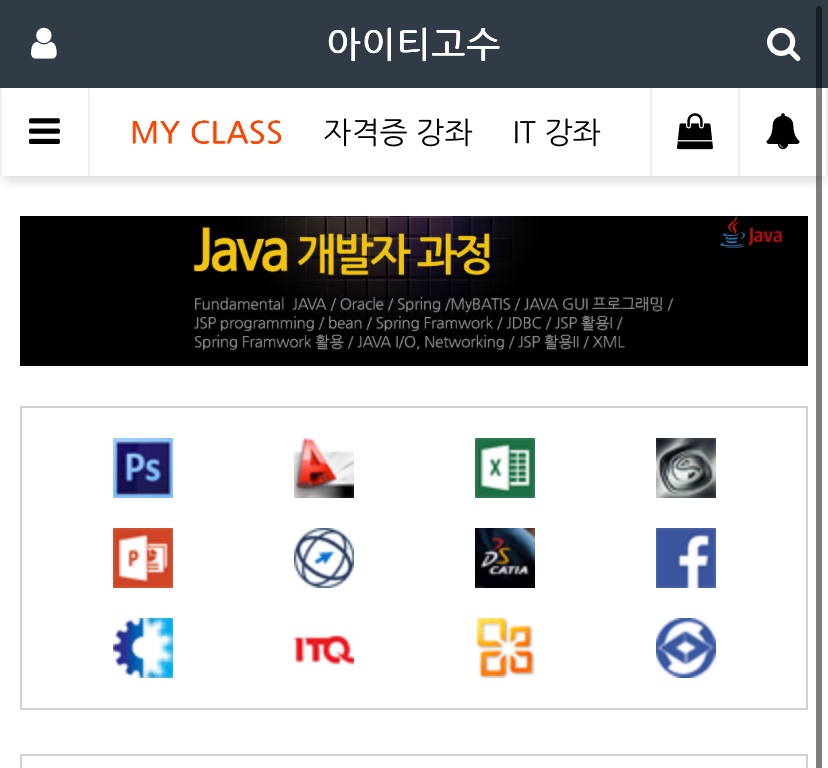 아이티고수
MY CLASS 자격증 강좌 IT 강좌
Java 개발자 과정
Java
Fundamental JAVA / Oracle / Spring /MyBATIS / JAVA GUI 프로그래밍 /
JSP programming / bean / Spring Framwork / JDBC / JSP 활용I /
Spring Framwork 활용 / JAVA I/O, Networking / JSP 활용II / XML
Ps
X
P
DS CATIA
f
ITQ